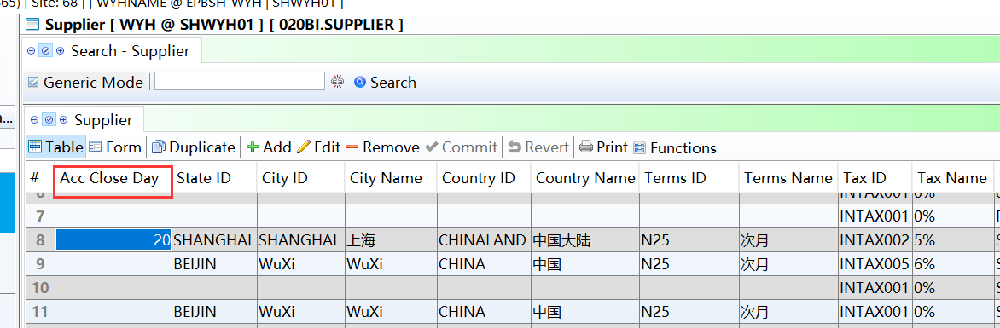 65) [ Site: 68 ] [ WYHNAME @ EPBSH-WYH | SHWYH01 ]
Supplier [ WYH @ SHWYH01 ] [ 020BI.SUPPLIER ]
Search - Supplier
Generic Mode Search
a... Supplier
Table Form Duplicate Add Edit Remove Commit Revert Print Functions
# Acc Close Day State ID City ID City Name Country ID Country Name Terms ID Terms Name Tax ID Tax Name
6 INTAX001 0%
7 INTAX001 0%
8 20 SHANGHAI SHANGHAI 上海 CHINALAND 中国大陆 N25 次月 INTAX002 5%
9 BEIJIN WuXi WuXi CHINA 中国 N25 次月 INTAX005 6%
10 INTAX001 0%
11 BEIJIN WuXi WuXi CHINA 中国 N25 次月 INTAX001 0%